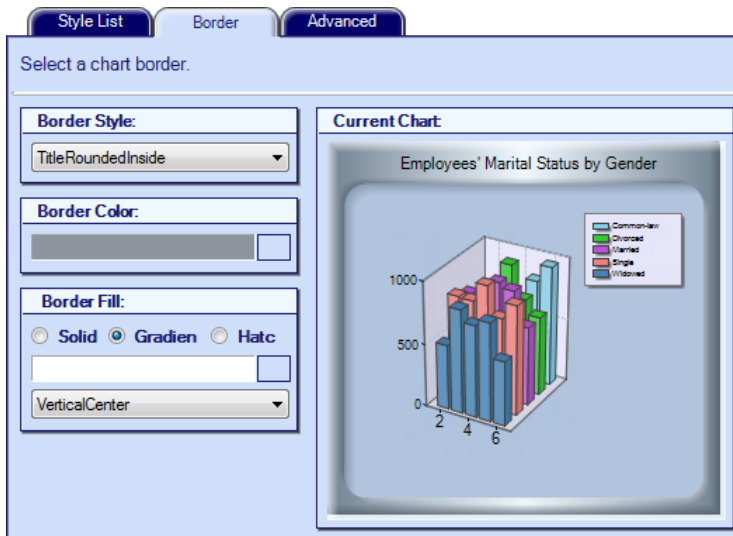 Style List
Border
Advanced
Select a chart border.
Border Style:
TitleRoundedInside
Border Color:
Border Fill:
Solid
Gradien
Hatc
VerticalCenter
Current Chart:
Employees' Marital Status by Gender
Common-law
Divorced
Married
Single
Widowed
1000
500
0
2
4
6